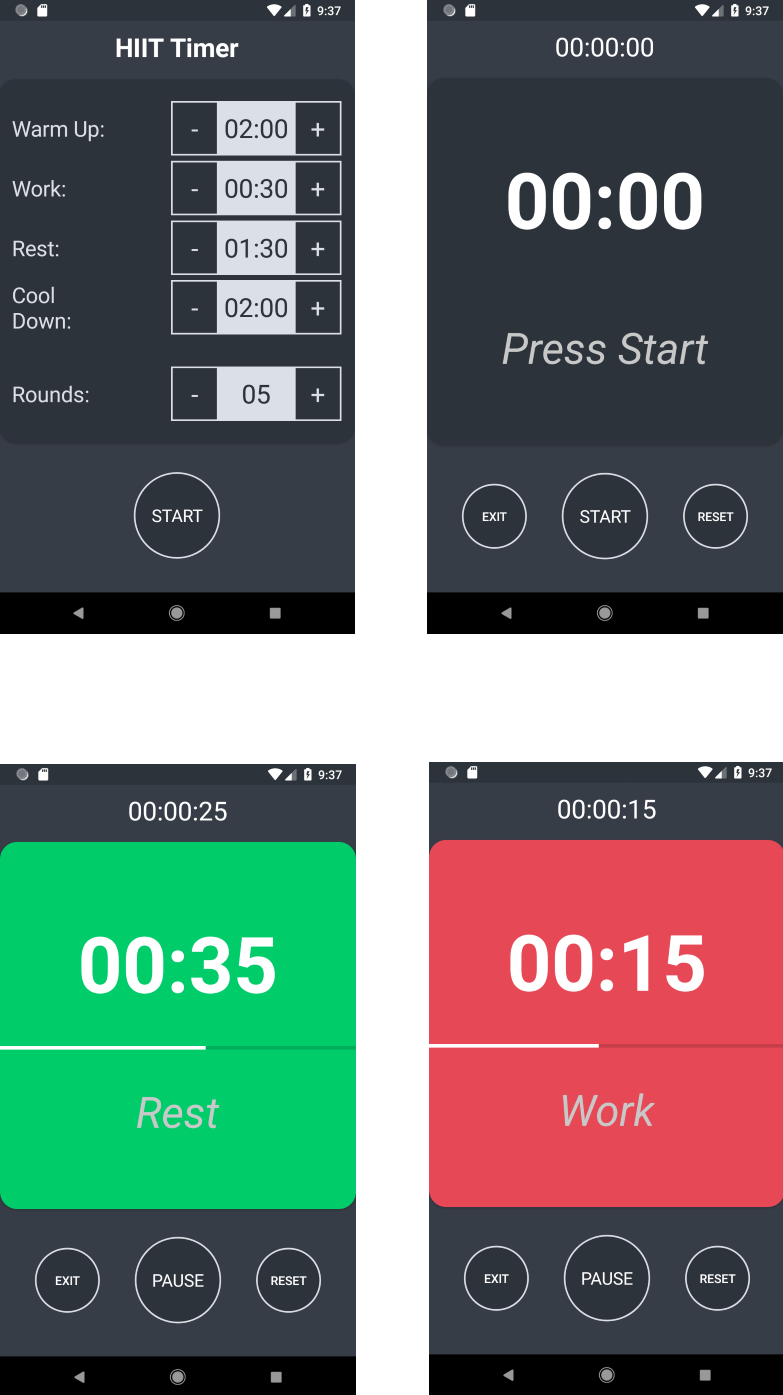 9:37
HIIT Timer
Warm Up: - 02:00 +
Work: - 00:30 +
Rest: - 01:30 +
Cool
Down: - 02:00 +
Rounds: - 05 +
START
9:37
00:00:00
00:00
Press Start
EXIT START RESET
9:37
00:00:25
00:35
Rest
EXIT PAUSE RESET
9:37
00:00:15
00:15
Work
EXIT PAUSE RESET